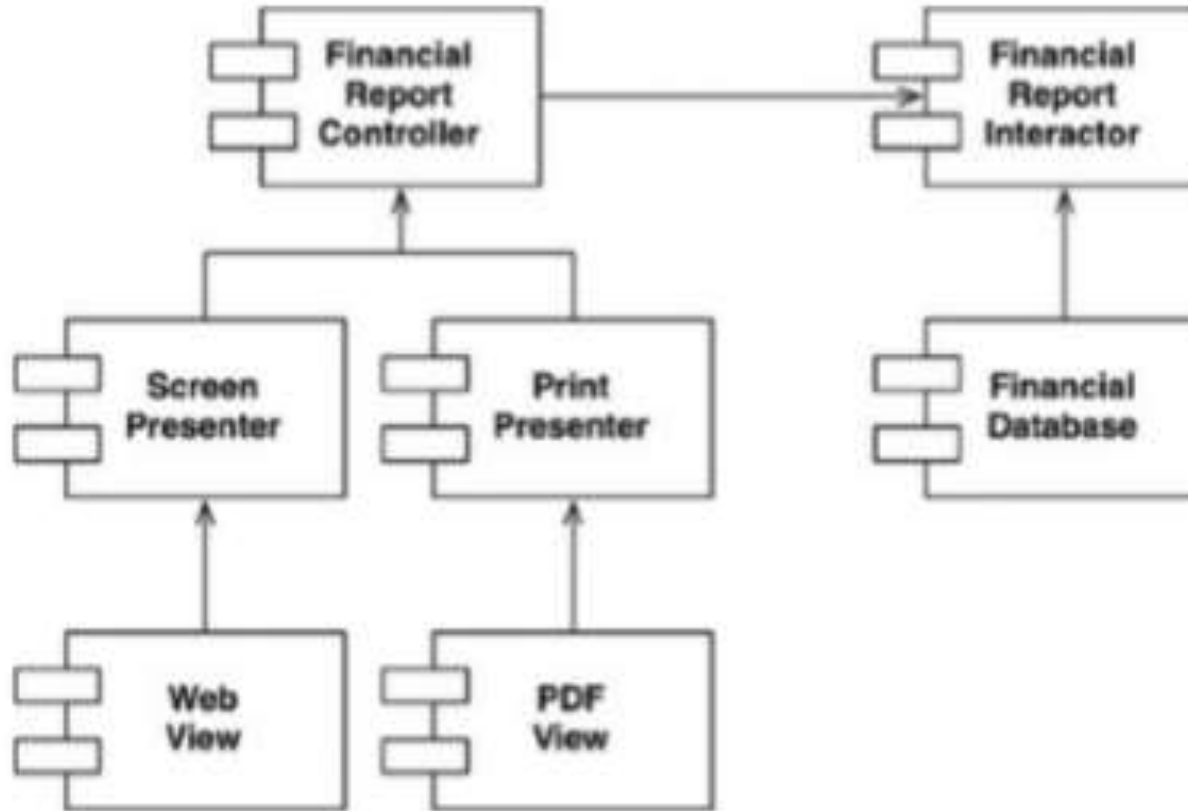 Financial
Report
Controller
Financial
Report
Interactor
Screen
Presenter
Print
Presenter
Financial
Database
Web
View
PDF
View